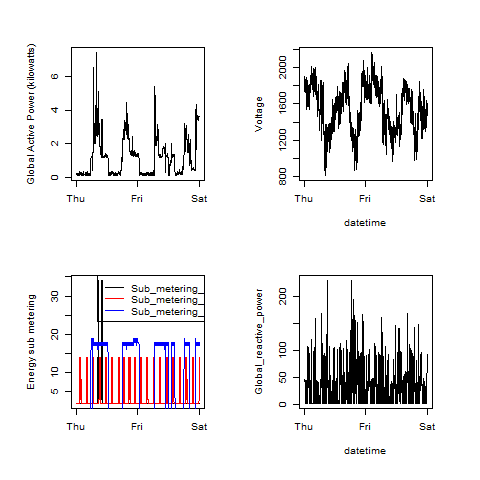 Global Active Power (kilowatts)
0 2 4 6
Thu Fri Sat
Voltage
800 1200 1600 2000
Thu Fri Sat
datetime
Energy sub metering
5 10 20 30
Sub_metering_
Sub_metering_
Sub_metering_
Thu Fri Sat
Global_reactive_power
0 50 100 200
Thu Fri Sat
datetime